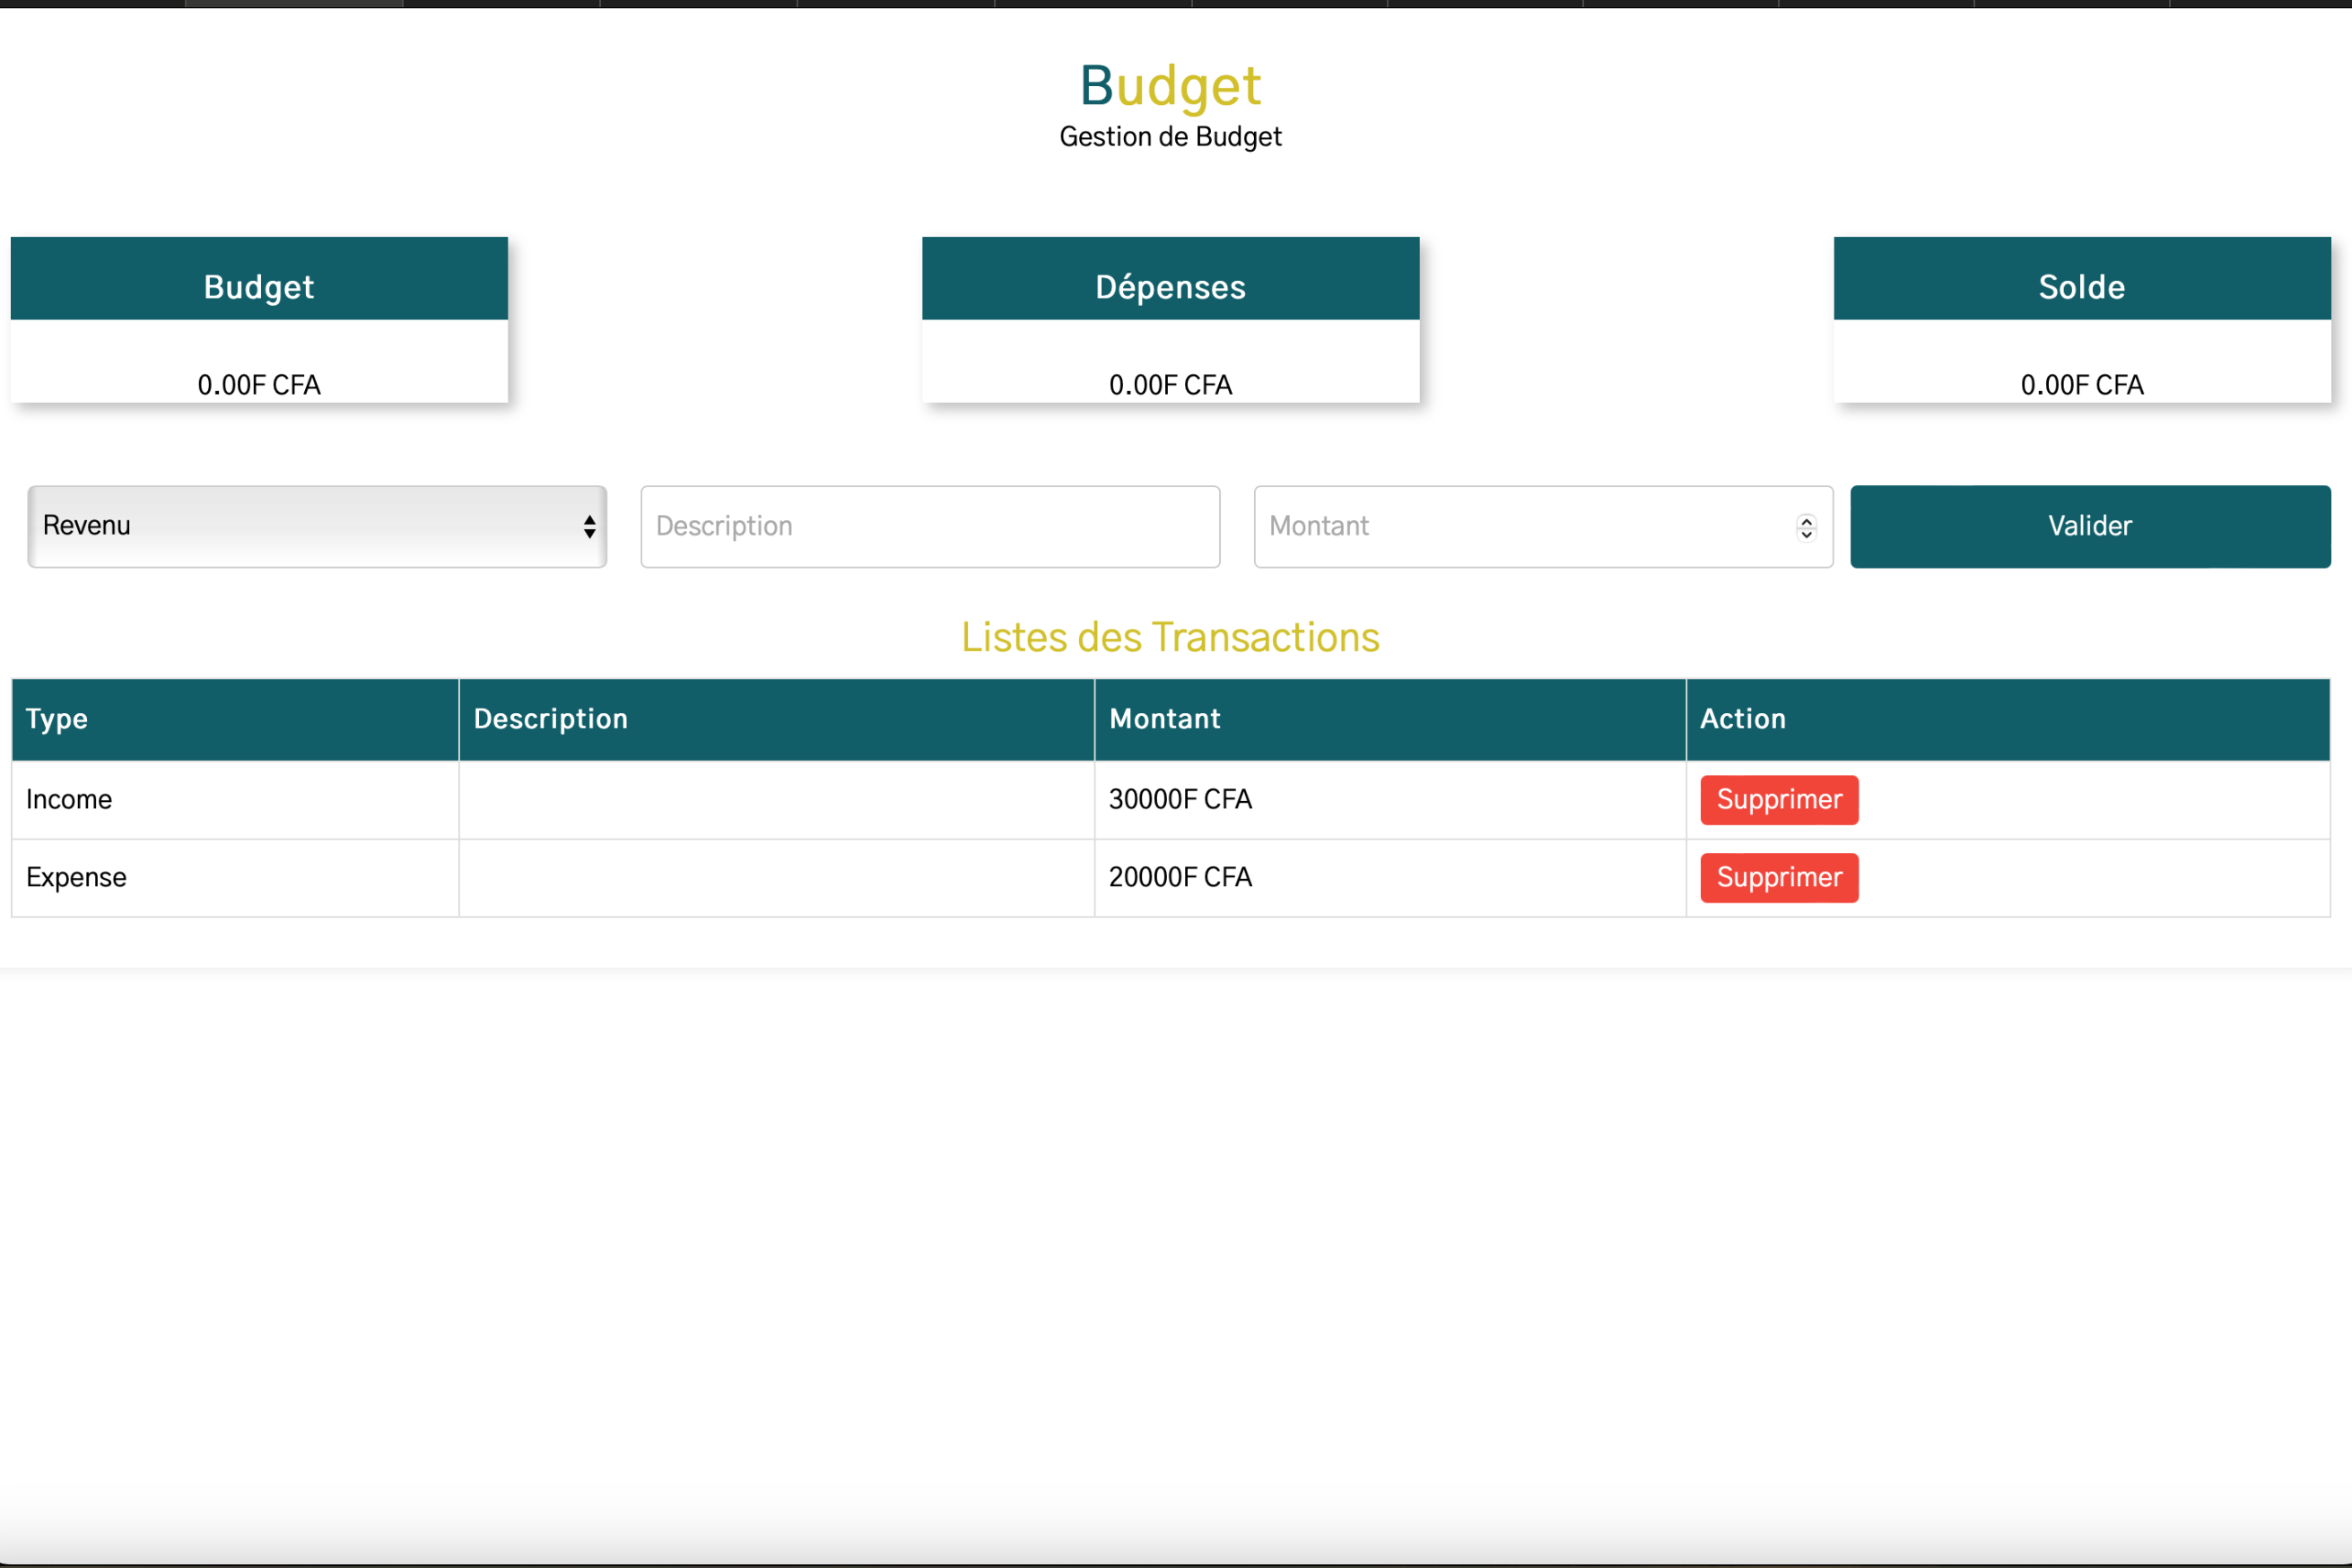 Budget
Gestion de Budget
Budget
Dépenses
Solde
0.00F CFA
0.00F CFA
0.00F CFA
Revenu
Description
Montant
Valider
Listes des Transactions
Type Description Montant Action
Income 30000F CFA Supprimer
Expense 20000F CFA Supprimer